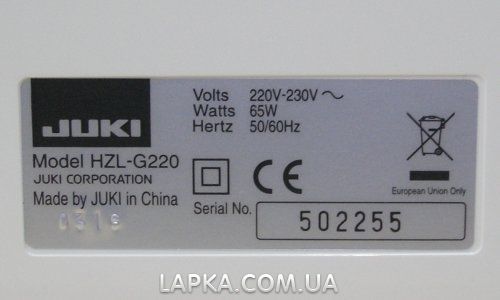 JUKI
Volts 220V-230V ~
Watts 65W
Hertz 50/60Hz
Model HZL-G220
JUKI CORPORATION
Made by JUKI in China
CE
European Union Only
Serial No. 502255
LAPKA.COM.UA